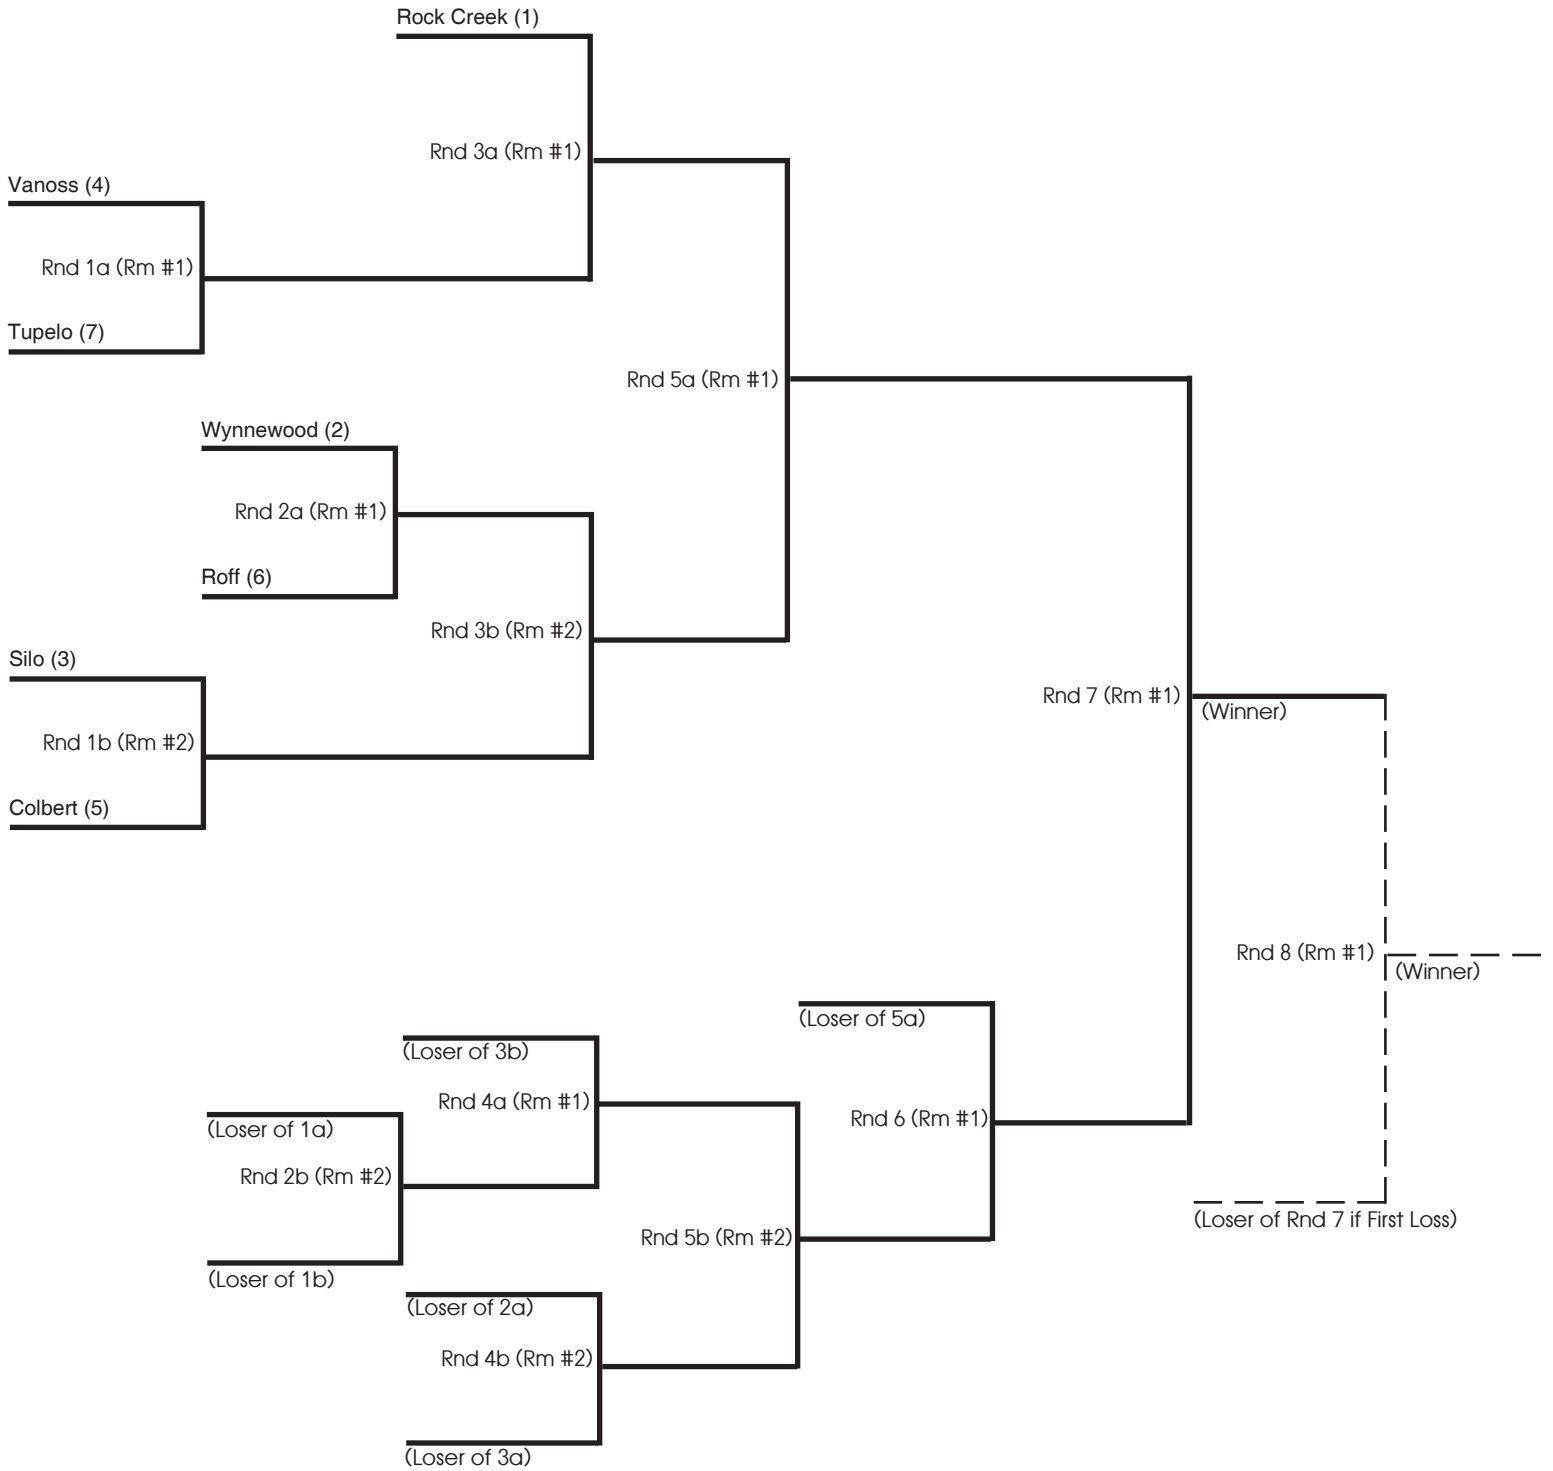 Rock Creek (1)
Rnd 3a (Rm #1)
Vanoss (4)
Rnd 1a (Rm #1)
Tupelo (7)
Rnd 5a (Rm #1)
Wynnewood (2)
Rnd 2a (Rm #1)
Roff (6)
Rnd 3b (Rm #2)
Silo (3)
Rnd 7 (Rm #1)
(Winner)
Rnd 1b (Rm #2)
Colbert (5)
Rnd 8 (Rm #1)
(Winner)
(Loser of 5a)
(Loser of 3b)
Rnd 4a (Rm #1)
Rnd 6 (Rm #1)
(Loser of 1a)
Rnd 2b (Rm #2)
(Loser of Rnd 7 if First Loss)
Rnd 5b (Rm #2)
(Loser of 1b)
(Loser of 2a)
Rnd 4b (Rm #2)
(Loser of 3a)